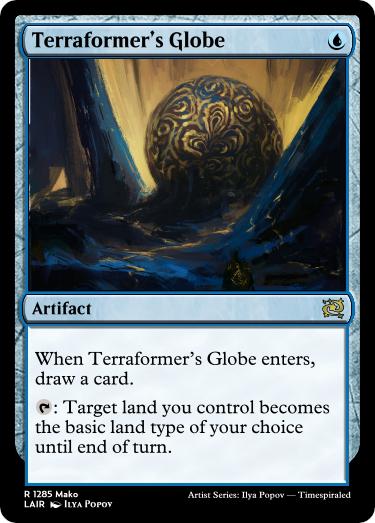 Terraformer's Globe
Artifact
When Terraformer's Globe enters,
draw a card.
: Target land you control becomes
the basic land type of your choice
until end of turn.
R 1285 Mako
LAIR Ilya Popov
Artist Series: Ilya Popov — Timespiraled